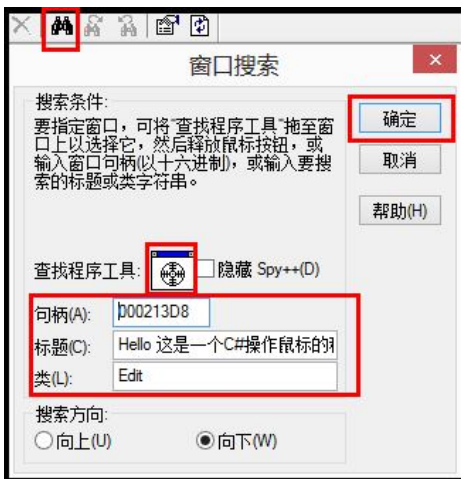 窗口搜索
搜索条件:
要指定窗口，可将"查找程序工具"拖至窗
口上以选择它，然后释放鼠标按钮，或
输入窗口句柄(以十六进制)，或输入要搜
索的标题或类字符串。
确定
取消
帮助(H)
查找程序工具:
隐藏 Spy++(D)
句柄(A): 000213D8
标题(C): Hello 这是一个C#操作鼠标的
类(L): Edit
搜索方向:
向上(U) 向下(W)